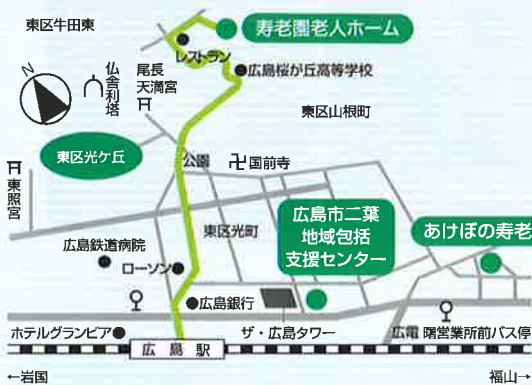 東区牛田東
寿老園老人ホーム
レストラン
広島桜が丘高等学校
N
仏舎利塔
尾長
天満宮
東区山根町
東区光ケ丘
公園
国前寺
東照宮
広島市二葉
地域包括
支援センター
東区光町
あけぼの寿老
広島鉄道病院
ローソン
広島銀行
ホテルグランビア
ザ・広島タワー
広電 曙営業所前バス停
広島駅
←岩国
福山→